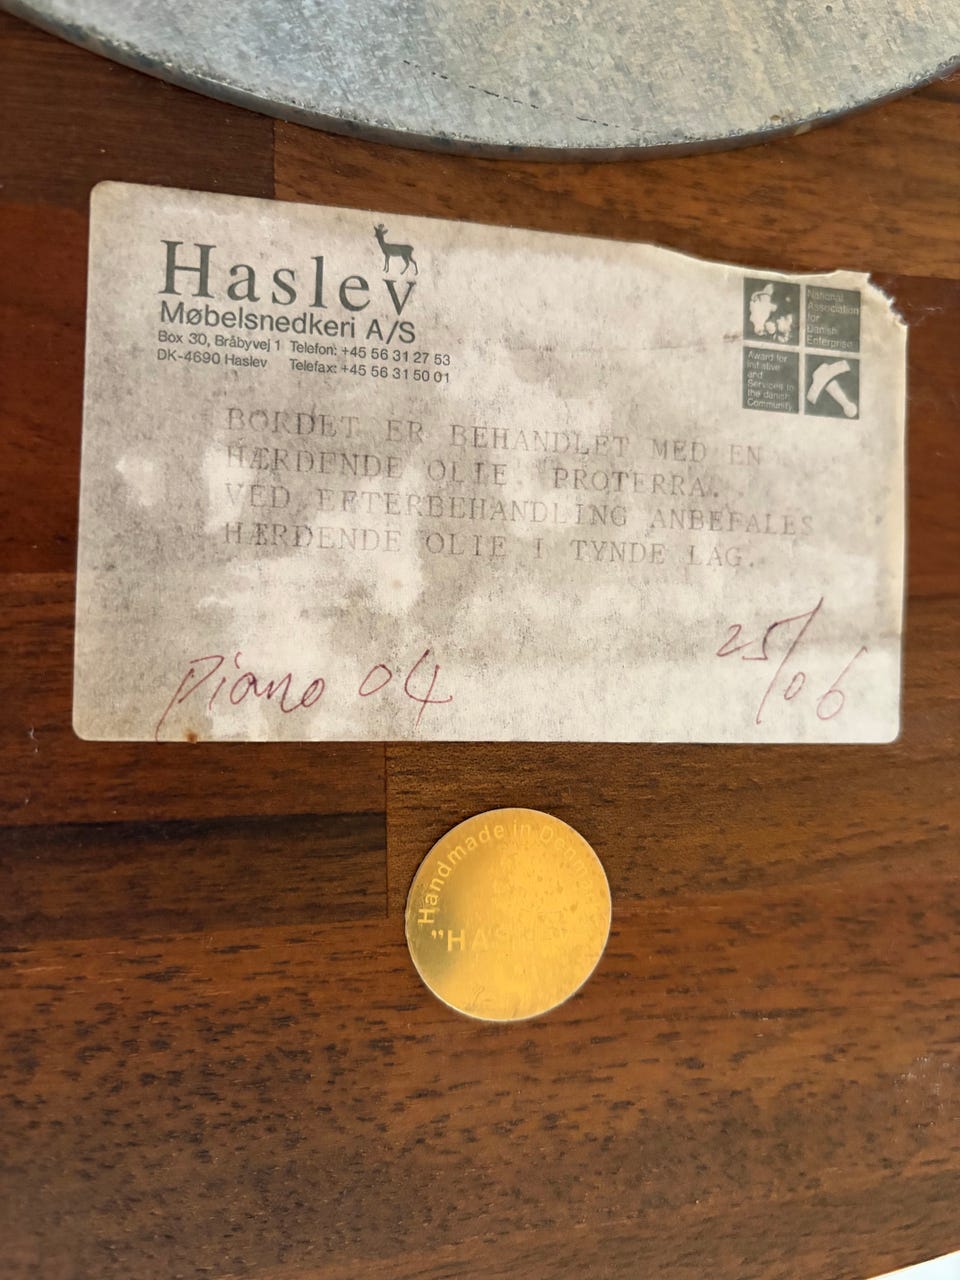 Haslev
Møbelsnedkeri A/S
Box 30, Bråbyvej 1 Telefon: +45 56 31 27 53
DK-4690 Haslev Telefax: +45 56 31 50 01
National
Association
for
Danish
Enterprise
Award for
Initiative
and
Services in
the danish
Community
BORDET ER BEHANDLET MED EN
HÆRDENDE OLIE. PROTERRA.
VED EFTERBEHANDLING ANBEFALES
HÆRDENDE OLIE I TYNDE LAG.
Piano 04
25/06
Handmade in Denm
"HASLEV